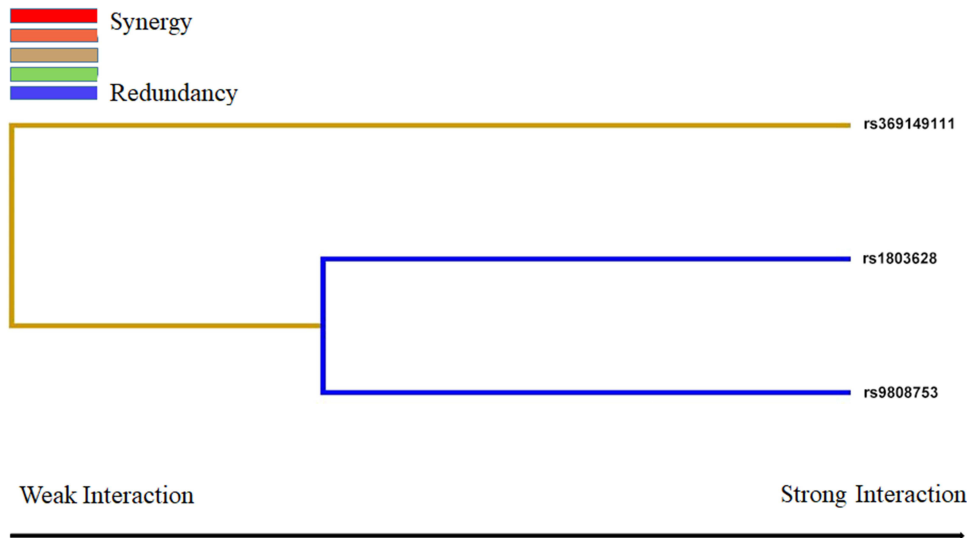 Synergy
Redundancy
rs369149111
rs1803628
rs9808753
Weak Interaction
Strong Interaction